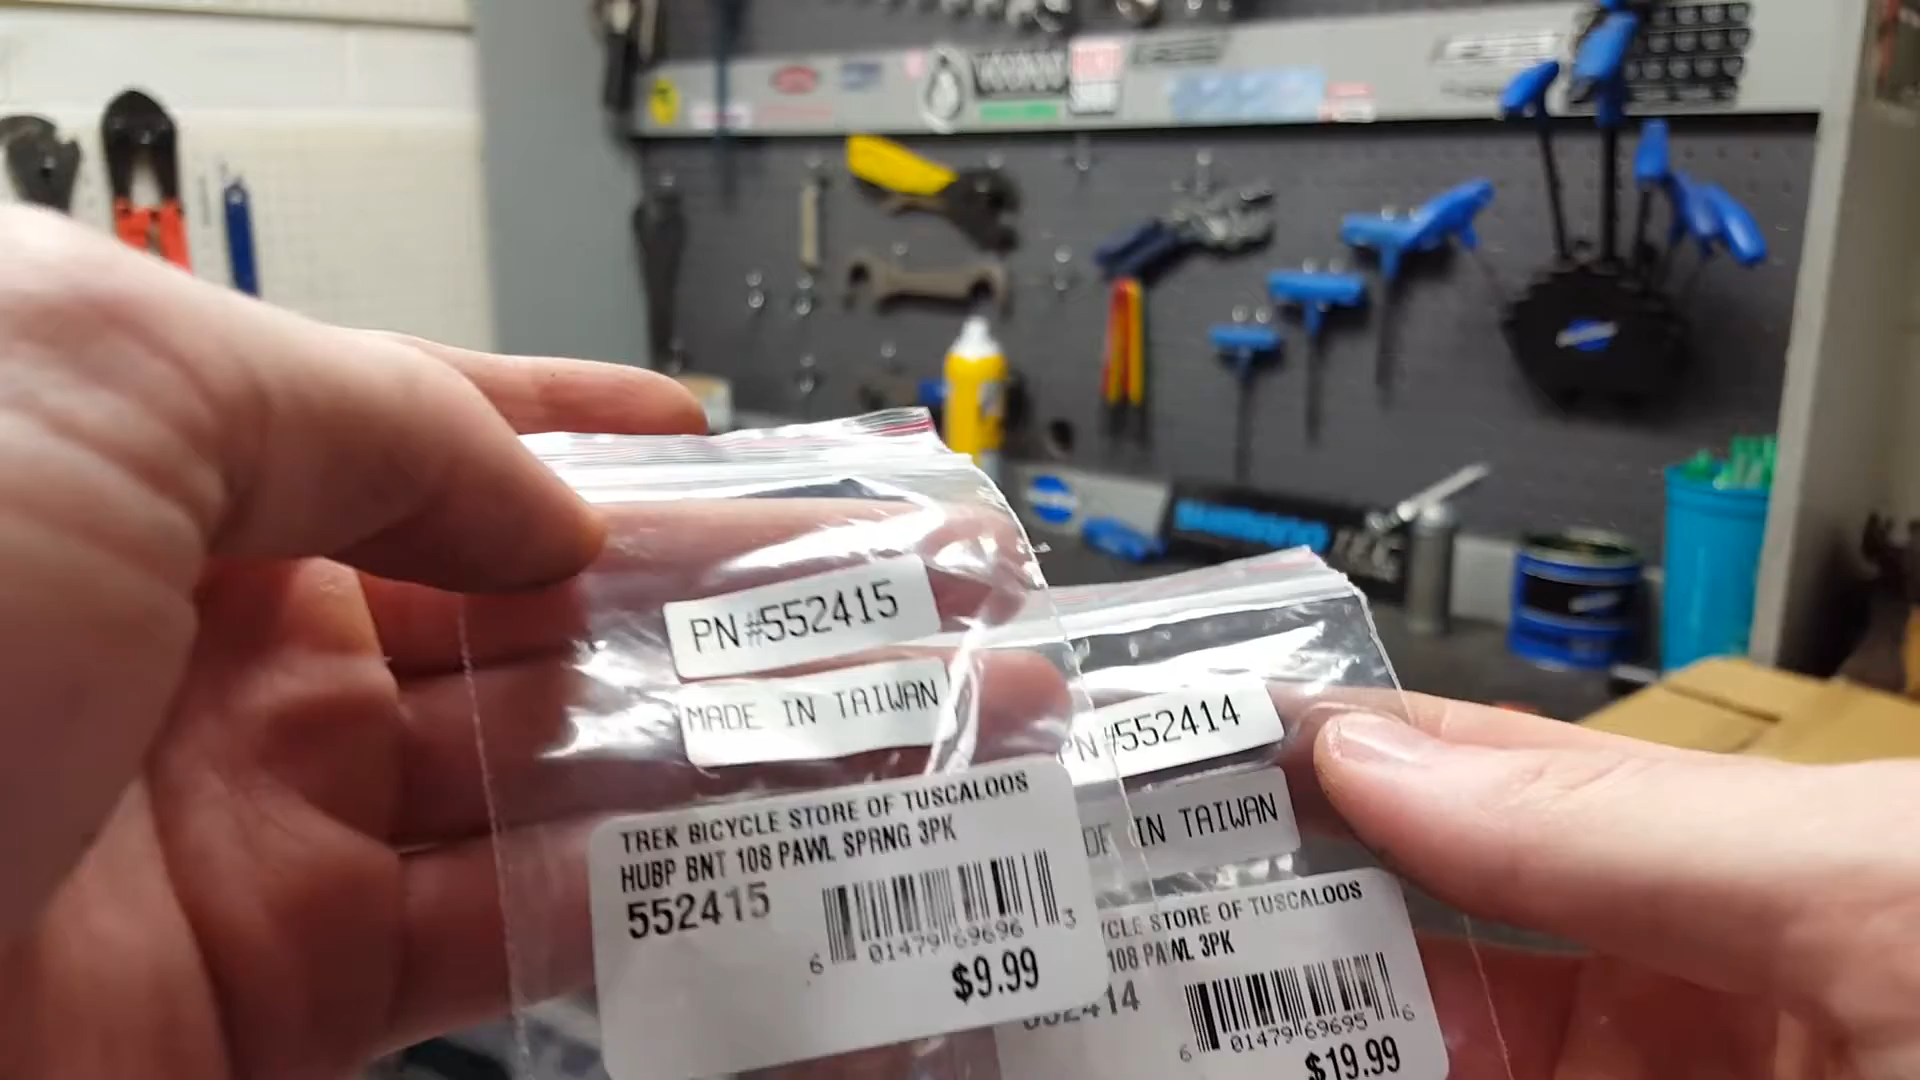 PN#552415
MADE IN TAIWAN
TREK BICYCLE STORE OF TUSCALOOS
HUBP BNT 108 PAWL SPRNG 3PK
552415
6 01479 69696 3
$9.99
PN#552414
IN TAIWAN
STORE OF TUSCALOOS
108 PAWL 3PK
6 01479 69695 6
$19.99
SHIMANO